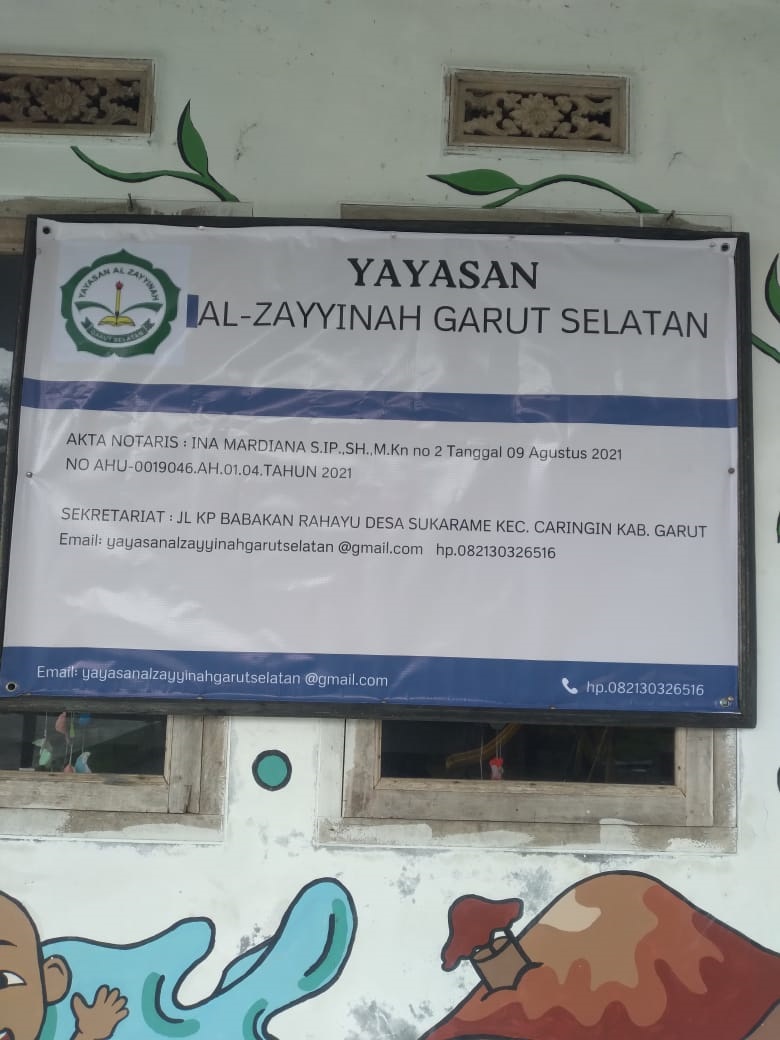 YAYASAN AL ZAYYINAH
GARUT SELATAN
YAYASAN
AL-ZAYYINAH GARUT SELATAN
AKTA NOTARIS : INA MARDIANA S.IP.,SH.,M.Kn no 2 Tanggal 09 Agustus 2021
NO AHU-0019046.AH.01.04.TAHUN 2021
SEKRETARIAT : JL KP BABAKAN RAHAYU DESA SUKARAME KEC. CARINGIN KAB. GARUT
Email: yayasanalzayyinahgarutselatan @gmail.com hp.082130326516
Email: yayasanalzayyinahgarutselatan @gmail.com
hp.082130326516